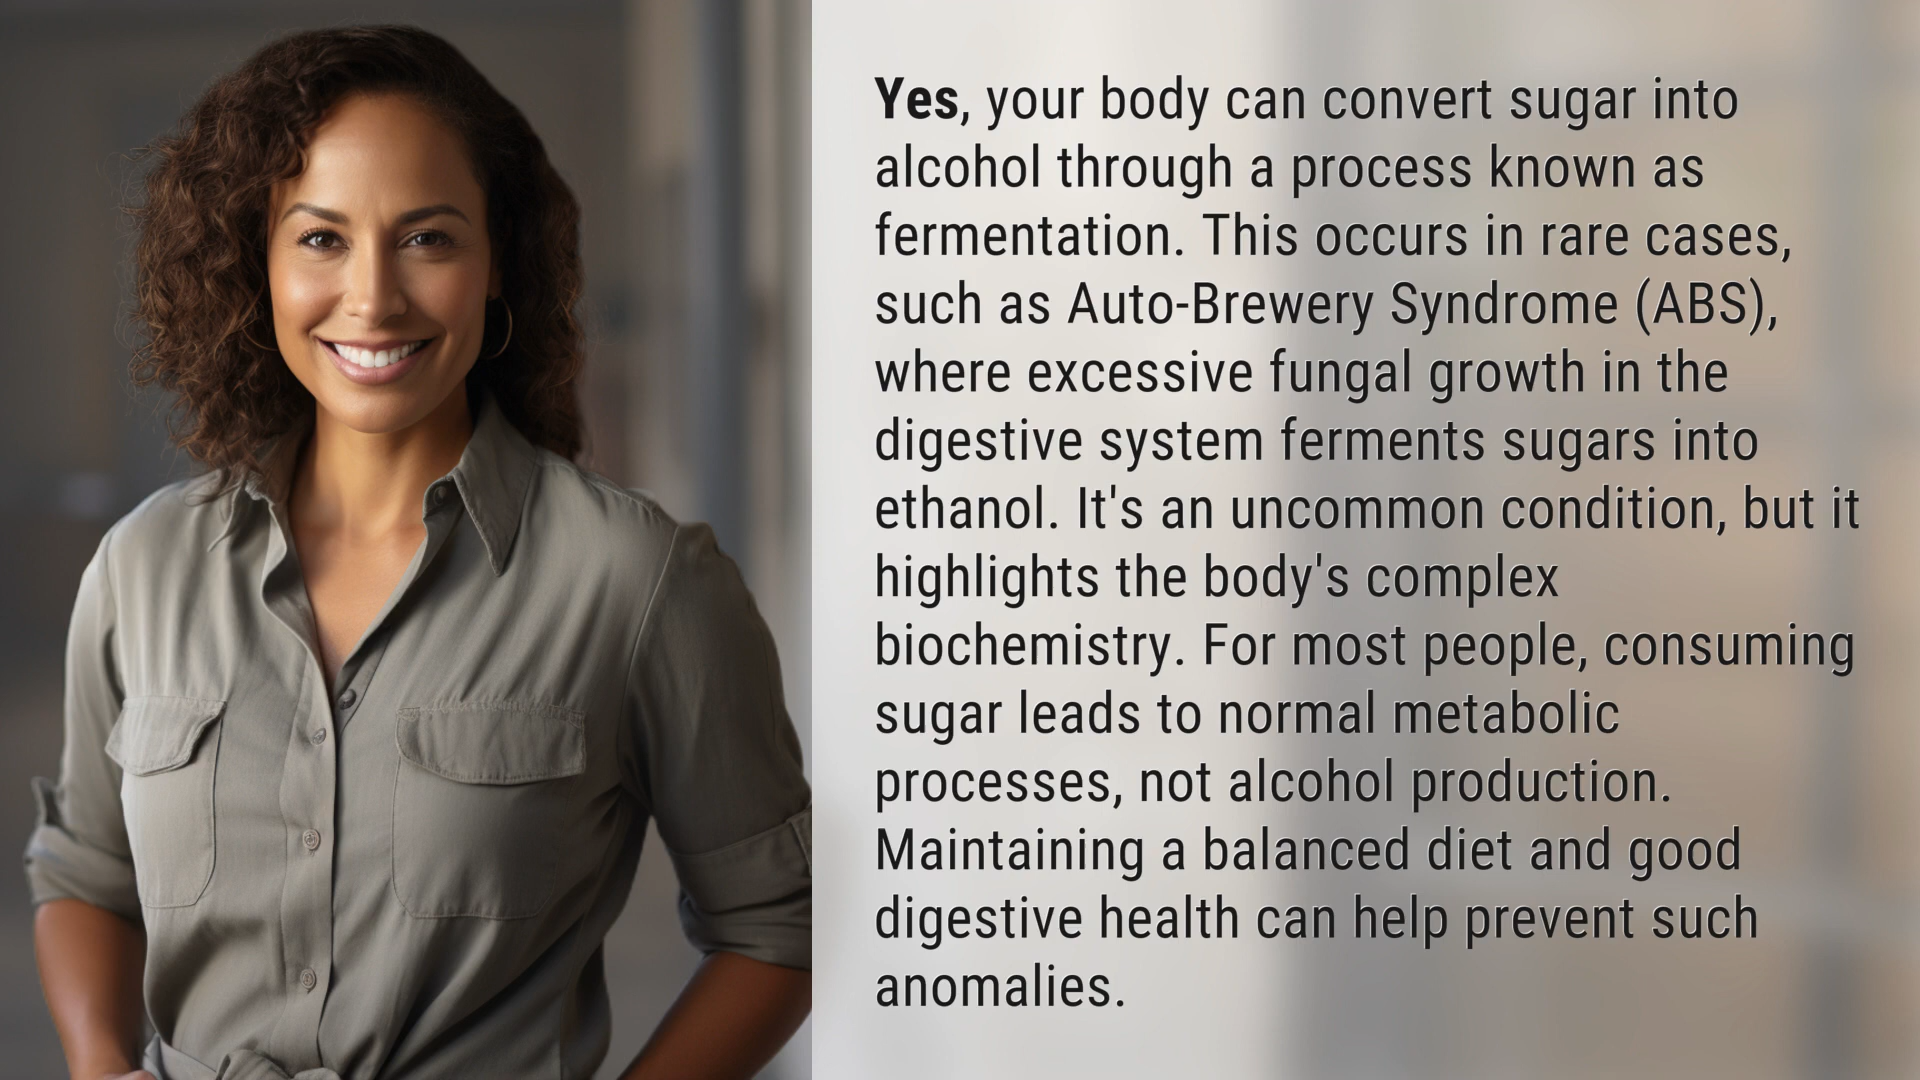 Yes, your body can convert sugar into
alcohol through a process known as
fermentation. This occurs in rare cases,
such as Auto-Brewery Syndrome (ABS),
where excessive fungal growth in the
digestive system ferments sugars into
ethanol. It's an uncommon condition, but it
highlights the body's complex
biochemistry. For most people, consuming
sugar leads to normal metabolic
processes, not alcohol production.
Maintaining a balanced diet and good
digestive health can help prevent such
anomalies.